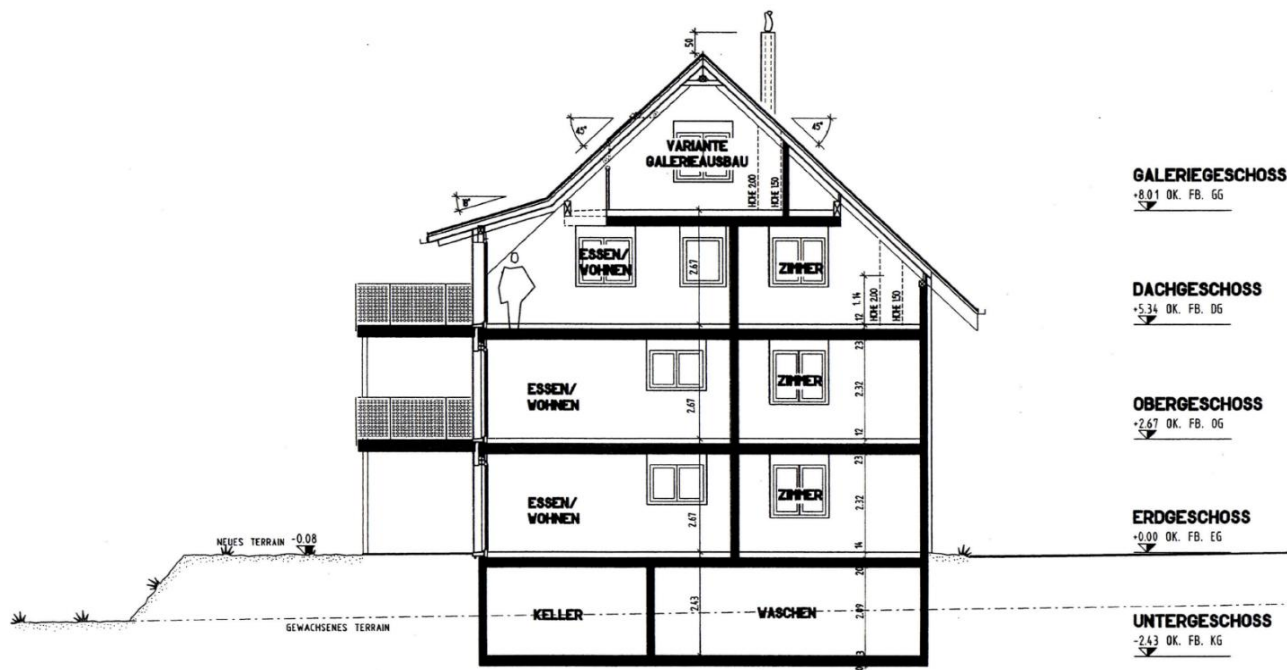 50
45°
45°
VARIANTE
GALERIEAUSBAU
HÖHE 2.00
HÖHE 1.50
18°
GALERIEGESCHOSS
+8.01 OK. FB. GG
ESSEN/
WOHNEN
2.67
ZIMMER
1.14
12
HÖHE 2.00
HÖHE 1.50
DACHGESCHOSS
+5.34 OK. FB. DG
ESSEN/
WOHNEN
2.67
ZIMMER
23
2.32
12
OBERGESCHOSS
+2.67 OK. FB. OG
ESSEN/
WOHNEN
2.67
ZIMMER
23
2.32
14
ERDGESCHOSS
+0.00 OK. FB. EG
NEUES TERRAIN -0.08
KELLER
2.43
WASCHEN
20
2.09
GEWACHSENES TERRAIN
UNTERGESCHOSS
-2.43 OK. FB. KG